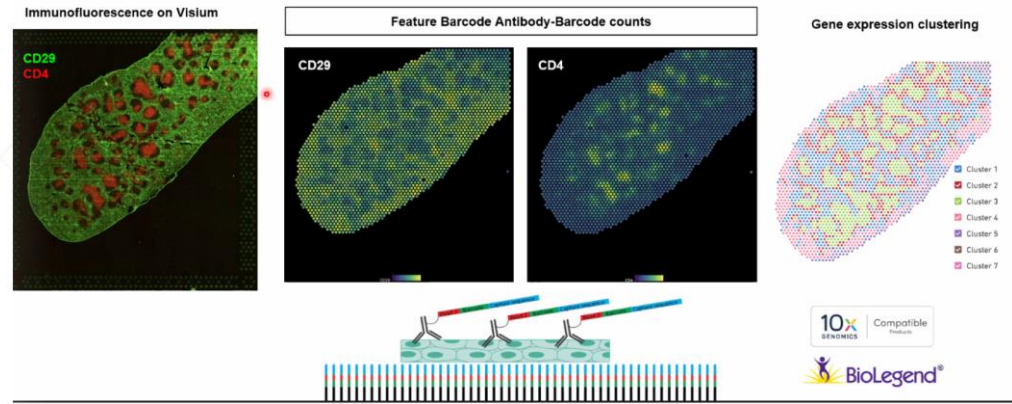 Immunofluorescence on Visium
CD29
CD4
Feature Barcode Antibody-Barcode counts
CD29
CD4
Gene expression clustering
Cluster 1
Cluster 2
Cluster 3
Cluster 4
Cluster 5
Cluster 6
Cluster 7
10x
GENOMICS
Compatible
Products
BioLegend®